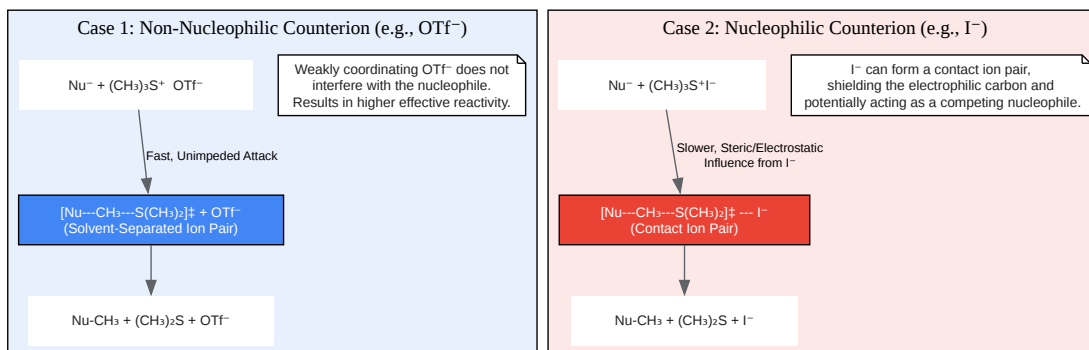 Case 1: Non-Nucleophilic Counterion (e.g., OTf⁻)
Nu⁻ + (CH₃)₃S⁺  OTf⁻
Weakly coordinating OTf⁻ does not
interfere with the nucleophile.
Results in higher effective reactivity.
Fast, Unimpeded Attack
[Nu---CH₃---S(CH₃)₂]‡ + OTf⁻
(Solvent-Separated Ion Pair)
Nu-CH₃ + (CH₃)₂S + OTf⁻
Case 2: Nucleophilic Counterion (e.g., I⁻)
Nu⁻ + (CH₃)₃S⁺I⁻
I⁻ can form a contact ion pair,
shielding the electrophilic carbon and
potentially acting as a competing nucleophile.
Slower, Steric/Electrostatic
Influence from I⁻
[Nu---CH₃---S(CH₃)₂]‡ --- I⁻
(Contact Ion Pair)
Nu-CH₃ + (CH₃)₂S + I⁻